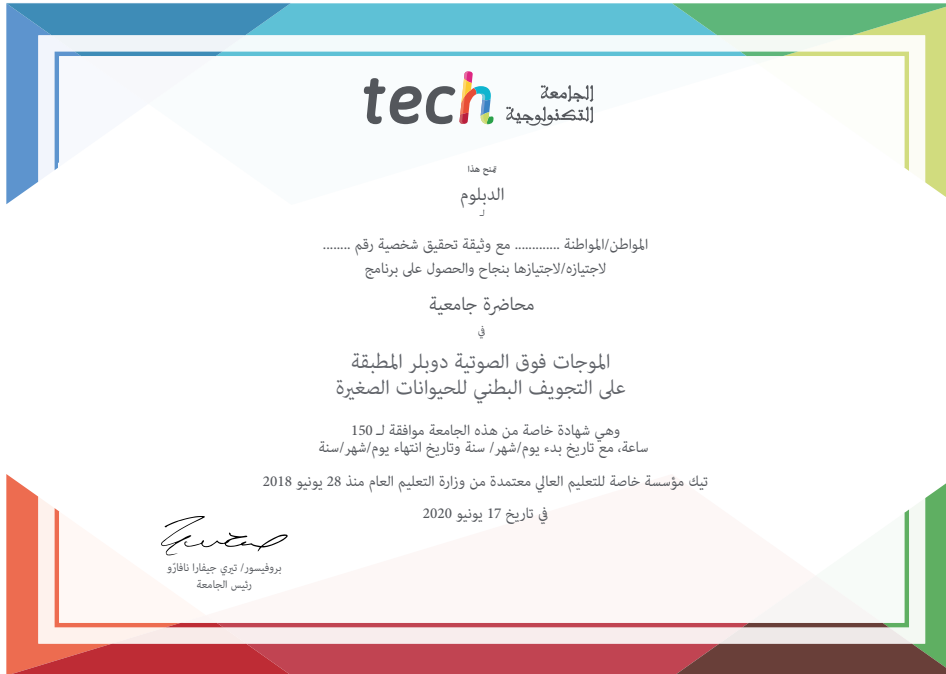 tech الجامعة
التكنولوجية
تمنح هذا
الدبلوم
لـ
المواطن/المواطنة ............. مع وثيقة تحقيق شخصية رقم ........
لاجتيازه/لاجتيازها بنجاح والحصول على برنامج
محاضرة جامعية
في
الموجات فوق الصوتية دوبلر المطبقة
على التجويف البطني للحيوانات الصغيرة
وهي شهادة خاصة من هذه الجامعة موافقة لـ 150
ساعة، مع تاريخ بدء يوم/شهر/ سنة وتاريخ انتهاء يوم/شهر/سنة
تيك مؤسسة خاصة للتعليم العالي معتمدة من وزارة التعليم العام منذ 28 يونيو 2018
في تاريخ 17 يونيو 2020
بروفيسور/ تيري جيفارا نافارّو
رئيس الجامعة